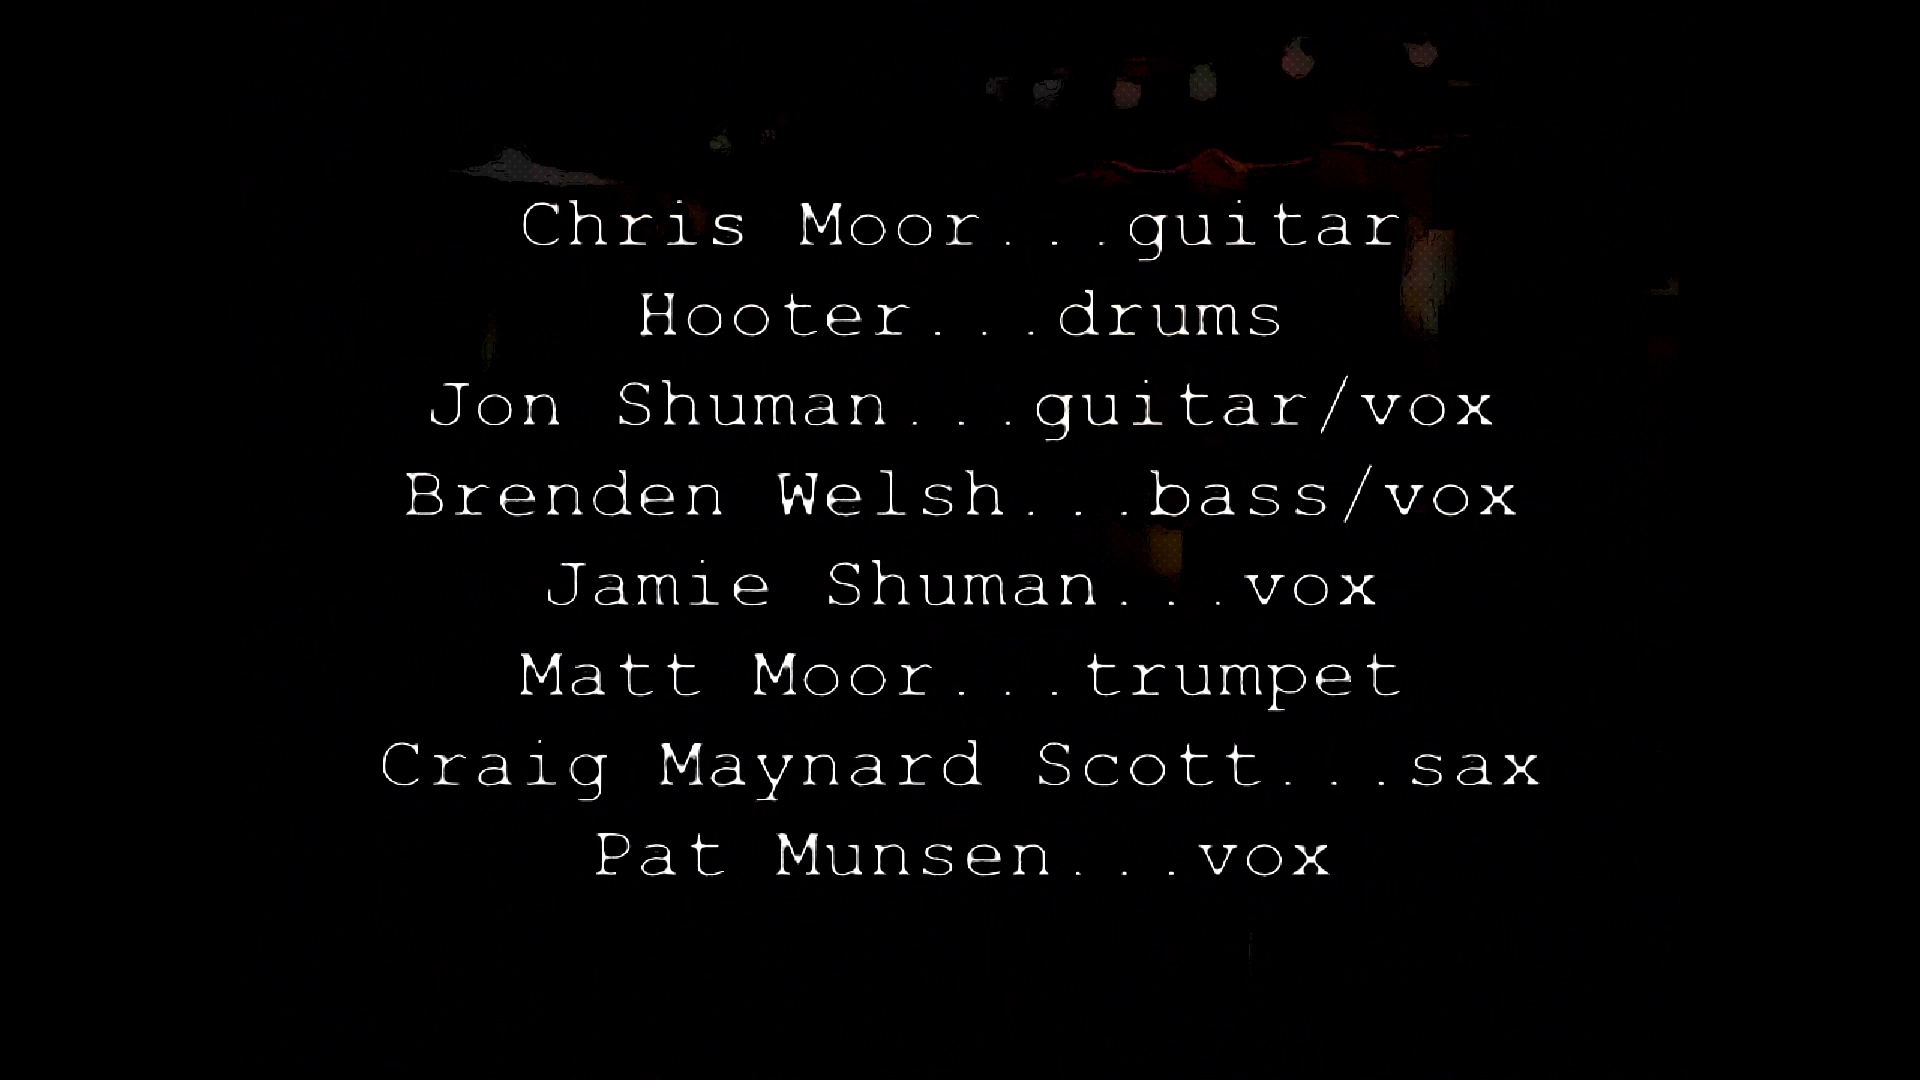 Chris Moor...guitar
Hooter...drums
Jon Shuman...guitar/vox
Brenden Welsh...bass/vox
Jamie Shuman...vox
Matt Moor...trumpet
Craig Maynard Scott...sax
Pat Munsen...vox